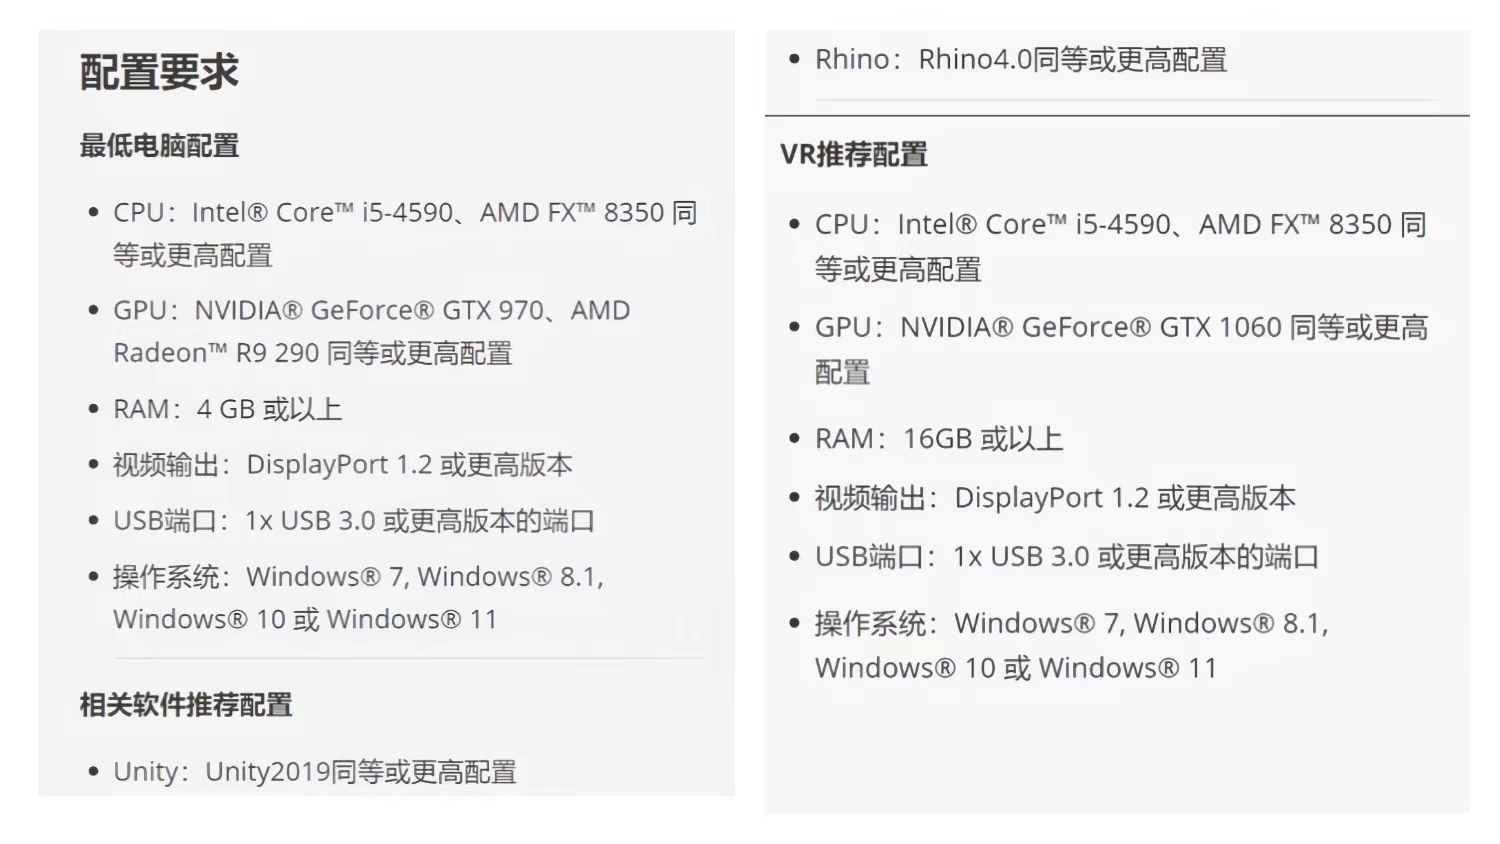 配置要求
最低电脑配置
• CPU：Intel® Core™ i5-4590、AMD FX™ 8350 同
等或更高配置
• GPU：NVIDIA® GeForce® GTX 970、AMD
Radeon™ R9 290 同等或更高配置
• RAM：4 GB 或以上
• 视频输出：DisplayPort 1.2 或更高版本
• USB端口：1x USB 3.0 或更高版本的端口
• 操作系统：Windows® 7, Windows® 8.1,
Windows® 10 或 Windows® 11
相关软件推荐配置
• Unity：Unity2019同等或更高配置
• Rhino：Rhino4.0同等或更高配置
VR推荐配置
• CPU：Intel® Core™ i5-4590、AMD FX™ 8350 同
等或更高配置
• GPU：NVIDIA® GeForce® GTX 1060 同等或更高
配置
• RAM：16GB 或以上
• 视频输出：DisplayPort 1.2 或更高版本
• USB端口：1x USB 3.0 或更高版本的端口
• 操作系统：Windows® 7, Windows® 8.1,
Windows® 10 或 Windows® 11